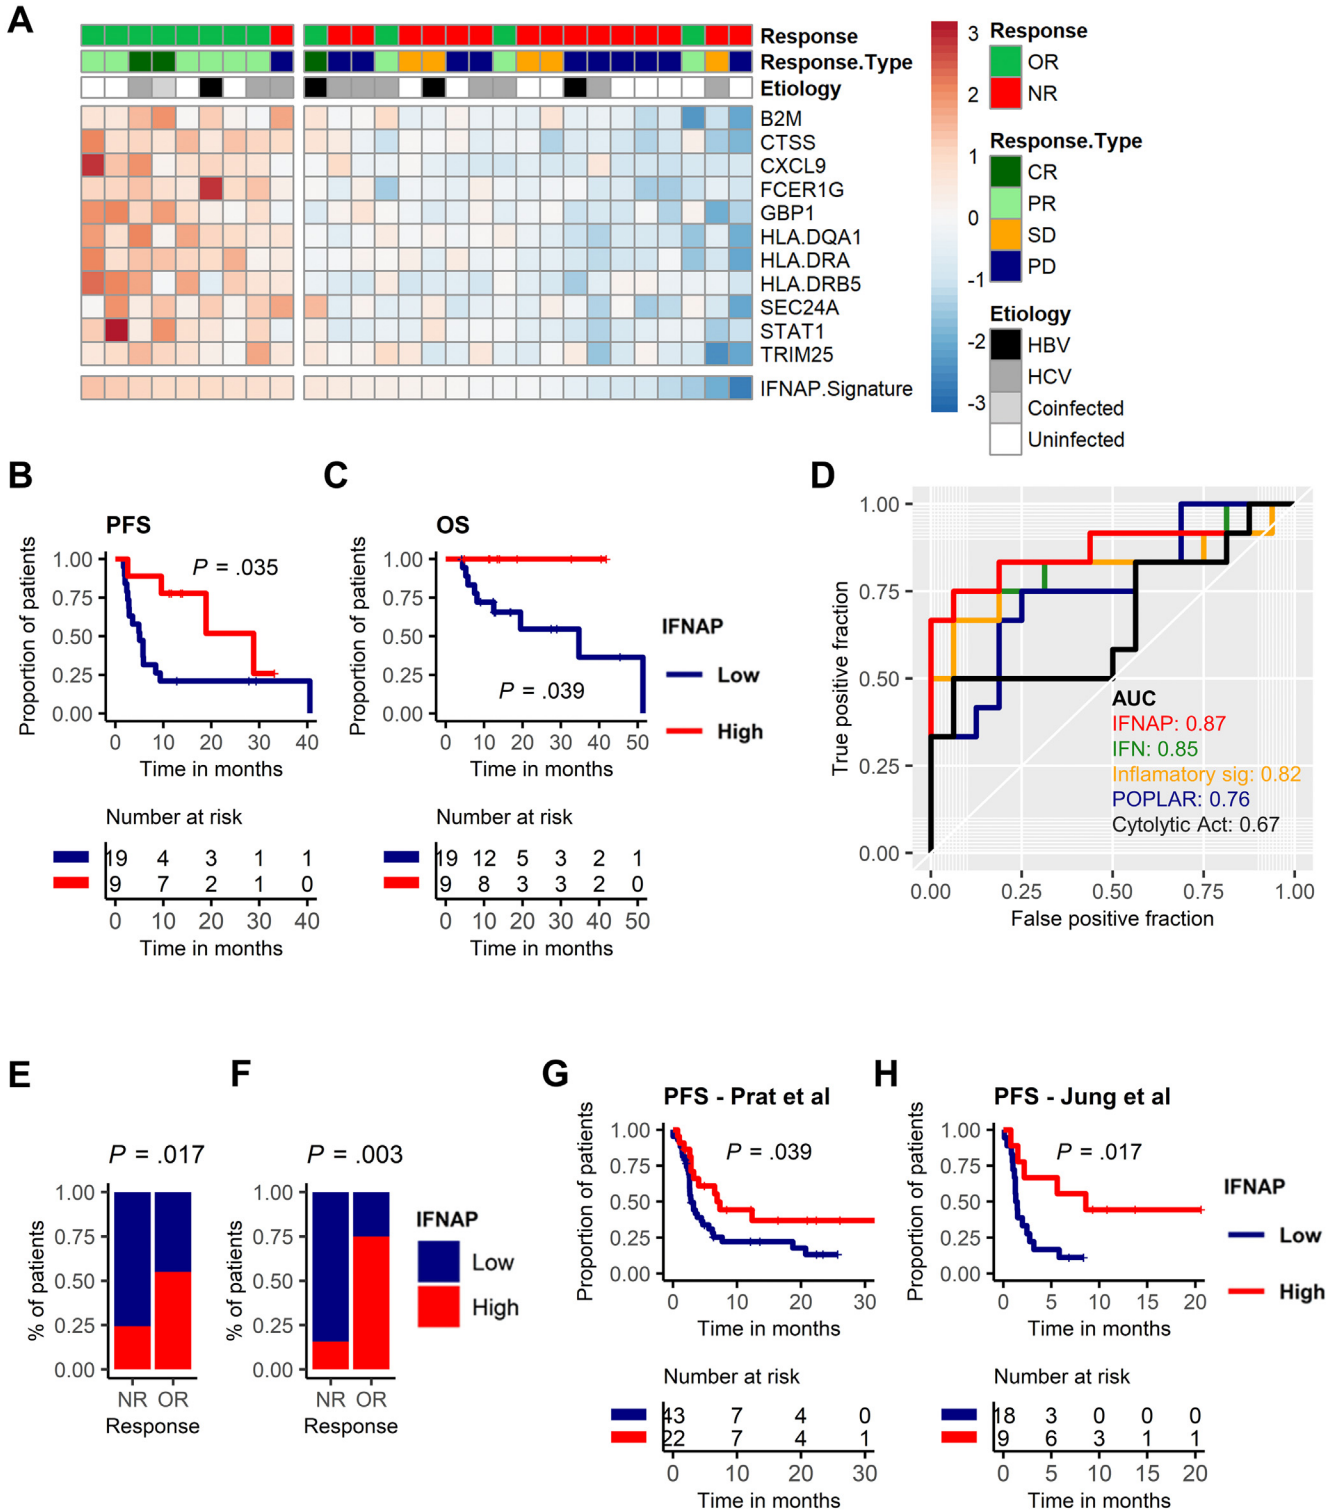 A
Response
Response.Type
Etiology
B2M
CTSS
CXCL9
FCER1G
GBP1
HLA.DQA1
HLA.DRA
HLA.DRB5
SEC24A
STAT1
TRIM25
IFNAP.Signature
3
2
1
0
-1
-2
-3
Response
OR
NR
Response.Type
CR
PR
SD
PD
Etiology
HBV
HCV
Coinfected
Uninfected
B
PFS
P = .035
Proportion of patients
1.00
0.75
0.50
0.25
0.00
0 10 20 30 40
Time in months
Number at risk
19 4 3 1 1
9 7 2 1 0
0 10 20 30 40
Time in months
C
OS
P = .039
Proportion of patients
1.00
0.75
0.50
0.25
0.00
0 10 20 30 40 50
Time in months
Number at risk
19 12 5 3 2 1
9 8 3 3 2 0
0 10 20 30 40 50
Time in months
IFNAP
Low
High
D
True positive fraction
1.00
0.75
0.50
0.25
0.00
AUC
IFNAP: 0.87
IFN: 0.85
Inflamatory sig: 0.82
POPLAR: 0.76
Cytolytic Act: 0.67
0.00 0.25 0.50 0.75 1.00
False positive fraction
E
P = .017
% of patients
1.00
0.75
0.50
0.25
0.00
NR OR
Response
F
P = .003
% of patients
1.00
0.75
0.50
0.25
0.00
NR OR
Response
IFNAP
Low
High
G
PFS - Prat et al
P = .039
Proportion of patients
1.00
0.75
0.50
0.25
0.00
0 10 20 30
Time in months
Number at risk
43 7 4 0
22 7 4 1
0 10 20 30
Time in months
H
PFS - Jung et al
P = .017
Proportion of patients
1.00
0.75
0.50
0.25
0.00
0 5 10 15 20
Time in months
Number at risk
18 3 0 0 0
9 6 3 1 1
0 5 10 15 20
Time in months
IFNAP
Low
High